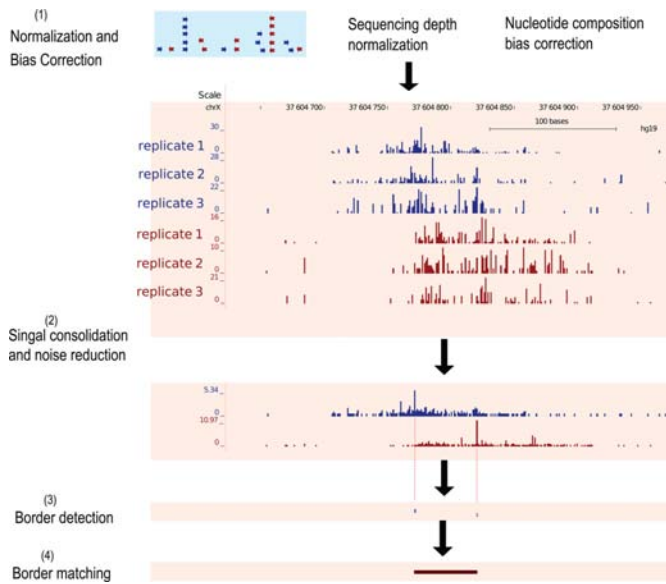 (1)
Normalization and
Bias Correction
Sequencing depth
normalization
Nucleotide composition
bias correction
Scale
chrX
37 604 700
37 604 750
37 604 800
37 604 850
37 604 900
37 604 950
100 bases
hg19
30
replicate 1
0
28
replicate 2
0
22
replicate 3
0
16
replicate 1
0
10
replicate 2
0
21
replicate 3
0
(2)
Singal consolidation
and noise reduction
5.34
0
10.97
0
(3)
Border detection
(4)
Border matching